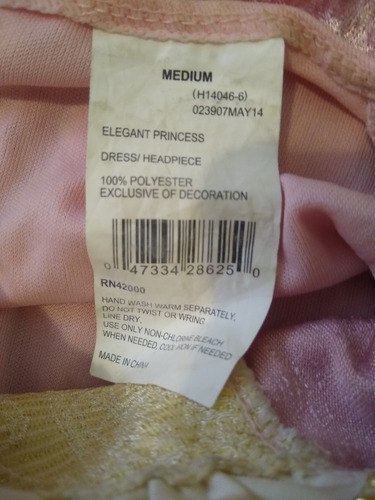 MEDIUM
(H14046-6)
023907MAY14
ELEGANT PRINCESS
DRESS/ HEADPIECE
100% POLYESTER
EXCLUSIVE OF DECORATION
0 47334 28625 0
RN42000
HAND WASH WARM SEPARATELY,
DO NOT TWIST OR WRING.
LINE DRY.
USE ONLY NON-CHLORINE BLEACH
WHEN NEEDED, COOL IRON IF NEEDED
MADE IN CHINA